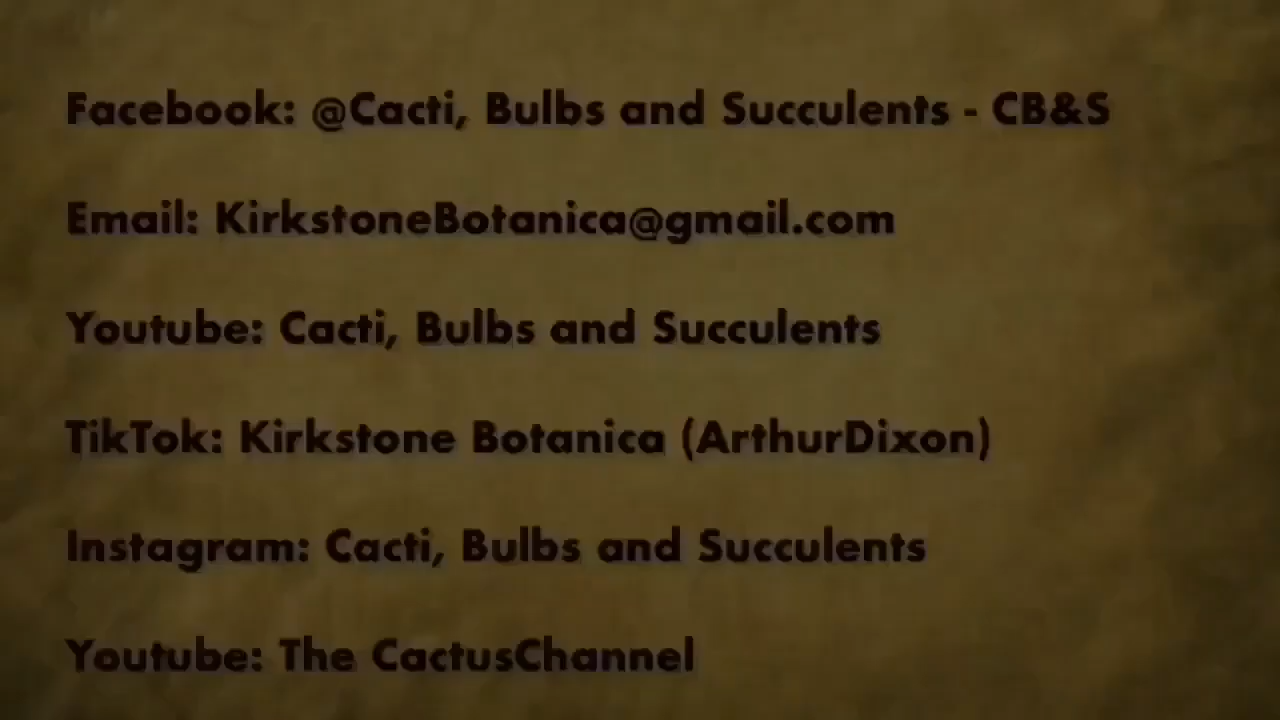 Facebook: @Cacti, Bulbs and Succulents - CB&S
Email: KirkstoneBotanica@gmail.com
Youtube: Cacti, Bulbs and Succulents
TikTok: Kirkstone Botanica (ArthurDixon)
Instagram: Cacti, Bulbs and Succulents
Youtube: The CactusChannel